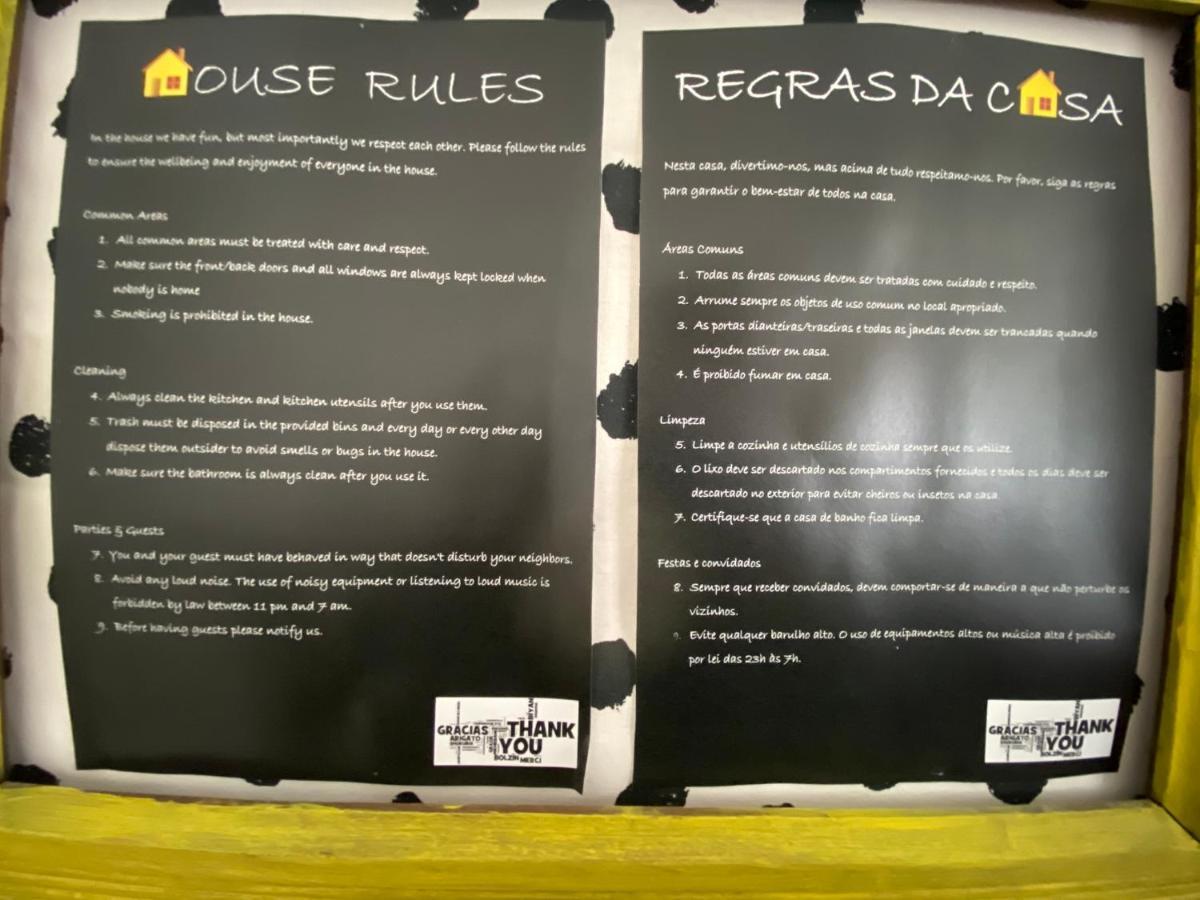 OUSE RULES
In the house we have fun, but most importantly we respect each other. Please follow the rules
to ensure the wellbeing and enjoyment of everyone in the house.
Common Areas
1. All common areas must be treated with care and respect.
2. Make sure the front/back doors and all windows are always kept locked when
nobody is home
3. Smoking is prohibited in the house.
Cleaning
4. Always clean the kitchen and kitchen utensils after you use them.
5. Trash must be disposed in the provided bins and every day or every other day
dispose them outsider to avoid smells or bugs in the house.
6. Make sure the bathroom is always clean after you use it.
Parties & Guests
7. You and your guest must have behaved in way that doesn't disturb your neighbors.
8. Avoid any loud noise. The use of noisy equipment or listening to loud music is
forbidden by law between 11 pm and 7 am.
9. Before having guests please notify us.
GRACIAS THANK
ARIGATO
YOU
BOLZIN MERCI
REGRAS DA C SA
Nesta casa, divertimo-nos, mas acima de tudo respeitamo-nos. Por favor, siga as regras
para garantir o bem-estar de todos na casa.
Áreas Comuns
1. Todas as áreas comuns devem ser tratadas com cuidado e respeito.
2. Arrume sempre os objetos de uso comum no local apropriado.
3. As portas dianteiras/traseiras e todas as janelas devem ser trancadas quando
ninguém estiver em casa.
4. É proibido fumar em casa.
Limpeza
5. Limpe a cozinha e utensílios de cozinha sempre que os utilize.
6. O lixo deve ser descartado nos compartimentos fornecidos e todos os dias deve ser
descartado no exterior para evitar cheiros ou insetos na casa.
7. Certifique-se que a casa de banho fica limpa.
Festas e convidados
8. Sempre que receber convidados, devem comportar-se de maneira a que não perturbe os
vizinhos.
9. Evite qualquer barulho alto. O uso de equipamentos altos ou música alta é proibido
por lei das 23h às 7h.
GRACIAS THANK
ARIGATO
YOU
BOLZIN MERCI